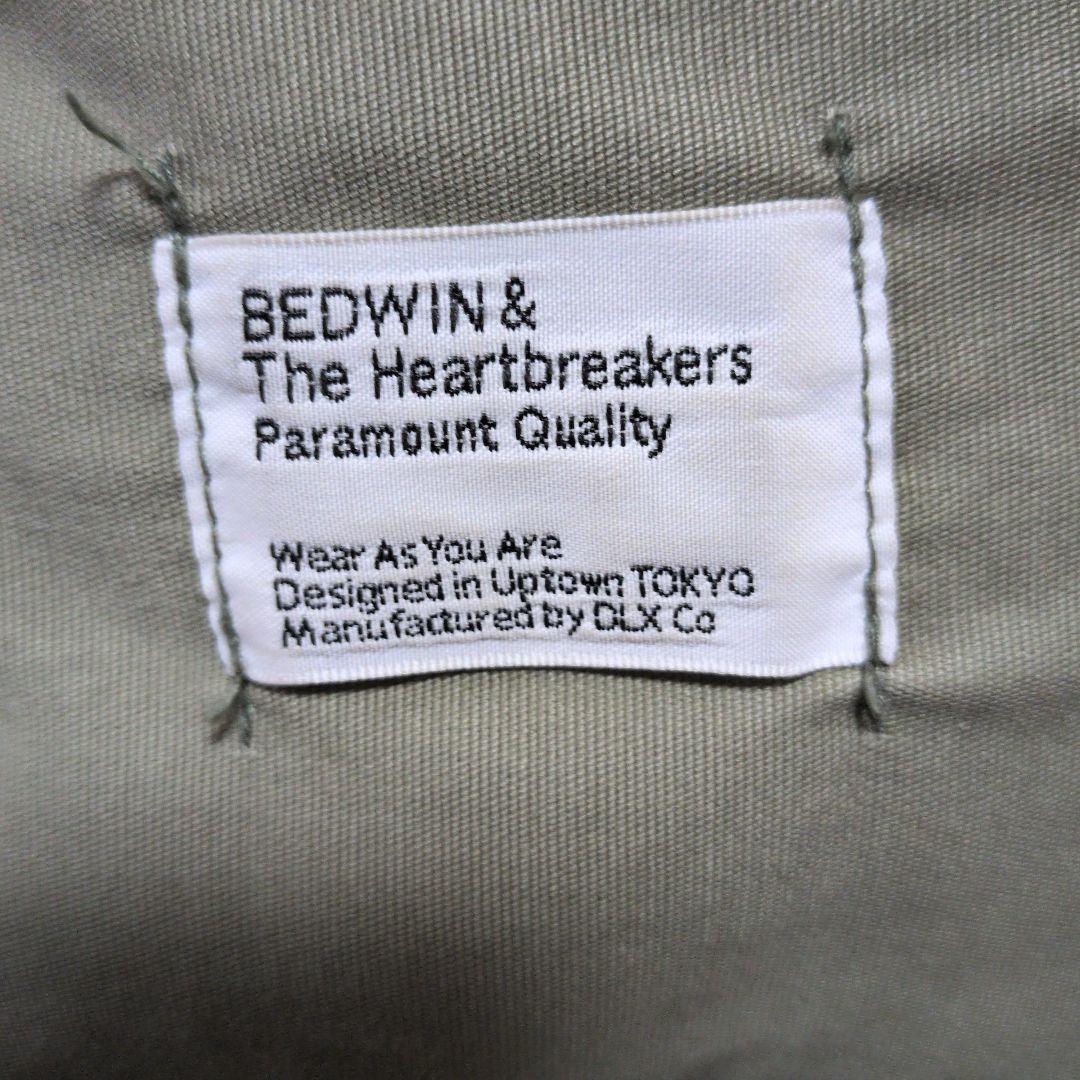 BEDWIN &
The Heartbreakers
Paramount Quality
Wear As You Are
Designed in Uptown TOKYO
Manufactured by DLX Co